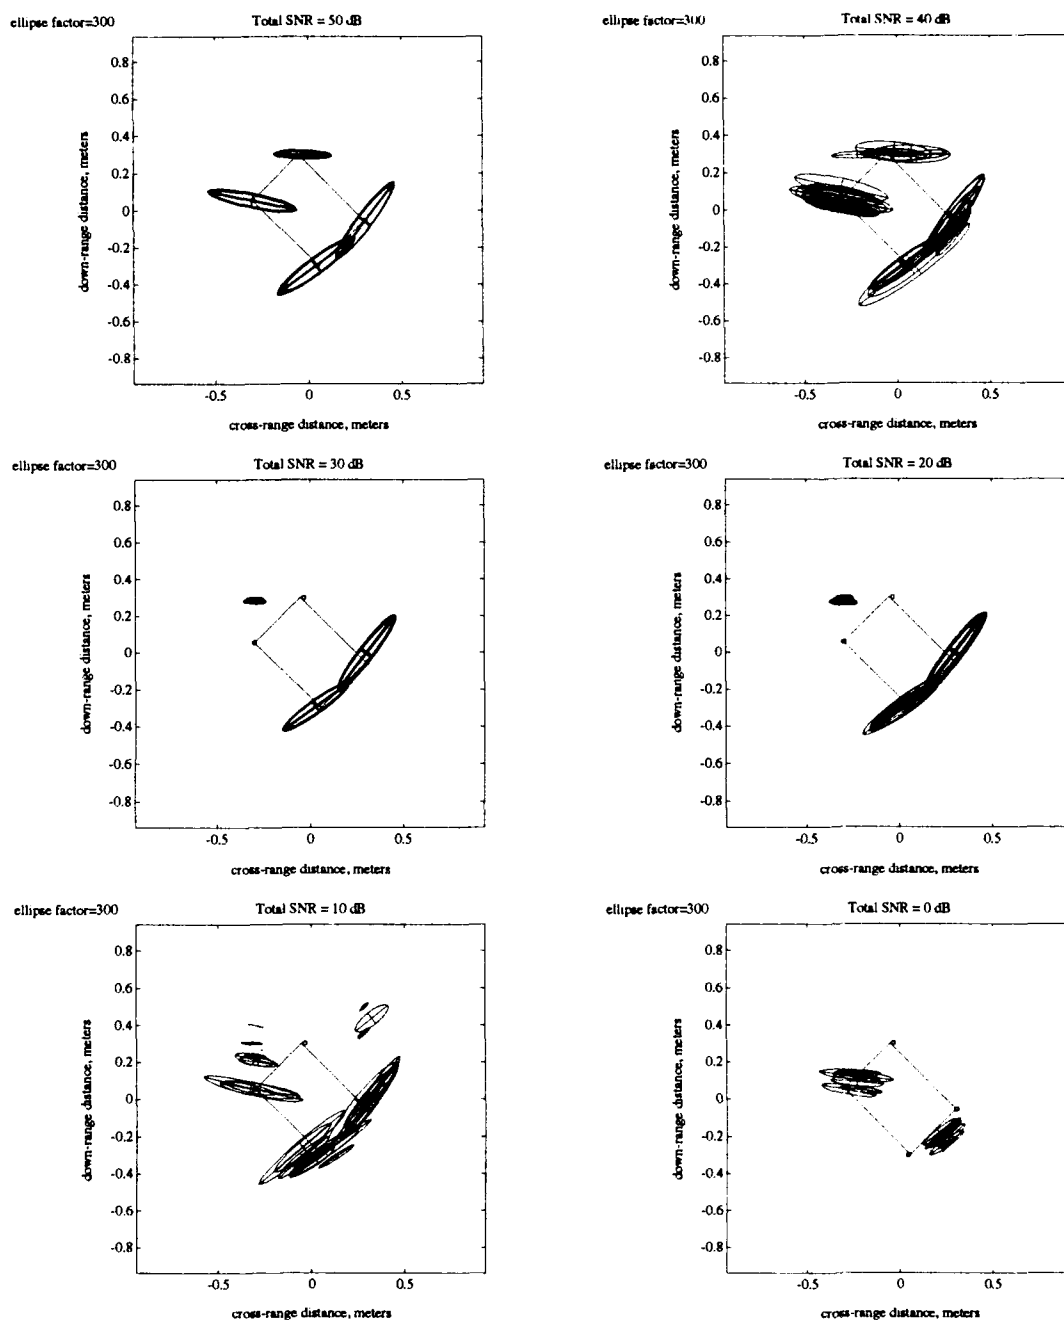 ellipse factor=300
Total SNR = 50 dB
0.8
0.6
0.4
0.2
0
-0.2
-0.4
-0.6
-0.8
down-range distance, meters
-0.5 0 0.5
cross-range distance, meters
ellipse factor=300
Total SNR = 40 dB
0.8
0.6
0.4
0.2
0
-0.2
-0.4
-0.6
-0.8
down-range distance, meters
-0.5 0 0.5
cross-range distance, meters
ellipse factor=300
Total SNR = 30 dB
0.8
0.6
0.4
0.2
0
-0.2
-0.4
-0.6
-0.8
down-range distance, meters
-0.5 0 0.5
cross-range distance, meters
ellipse factor=300
Total SNR = 20 dB
0.8
0.6
0.4
0.2
0
-0.2
-0.4
-0.6
-0.8
down-range distance, meters
-0.5 0 0.5
cross-range distance, meters
ellipse factor=300
Total SNR = 10 dB
0.8
0.6
0.4
0.2
0
-0.2
-0.4
-0.6
-0.8
down-range distance, meters
-0.5 0 0.5
cross-range distance, meters
ellipse factor=300
Total SNR = 0 dB
0.8
0.6
0.4
0.2
0
-0.2
-0.4
-0.6
-0.8
down-range distance, meters
-0.5 0 0.5
cross-range distance, meters